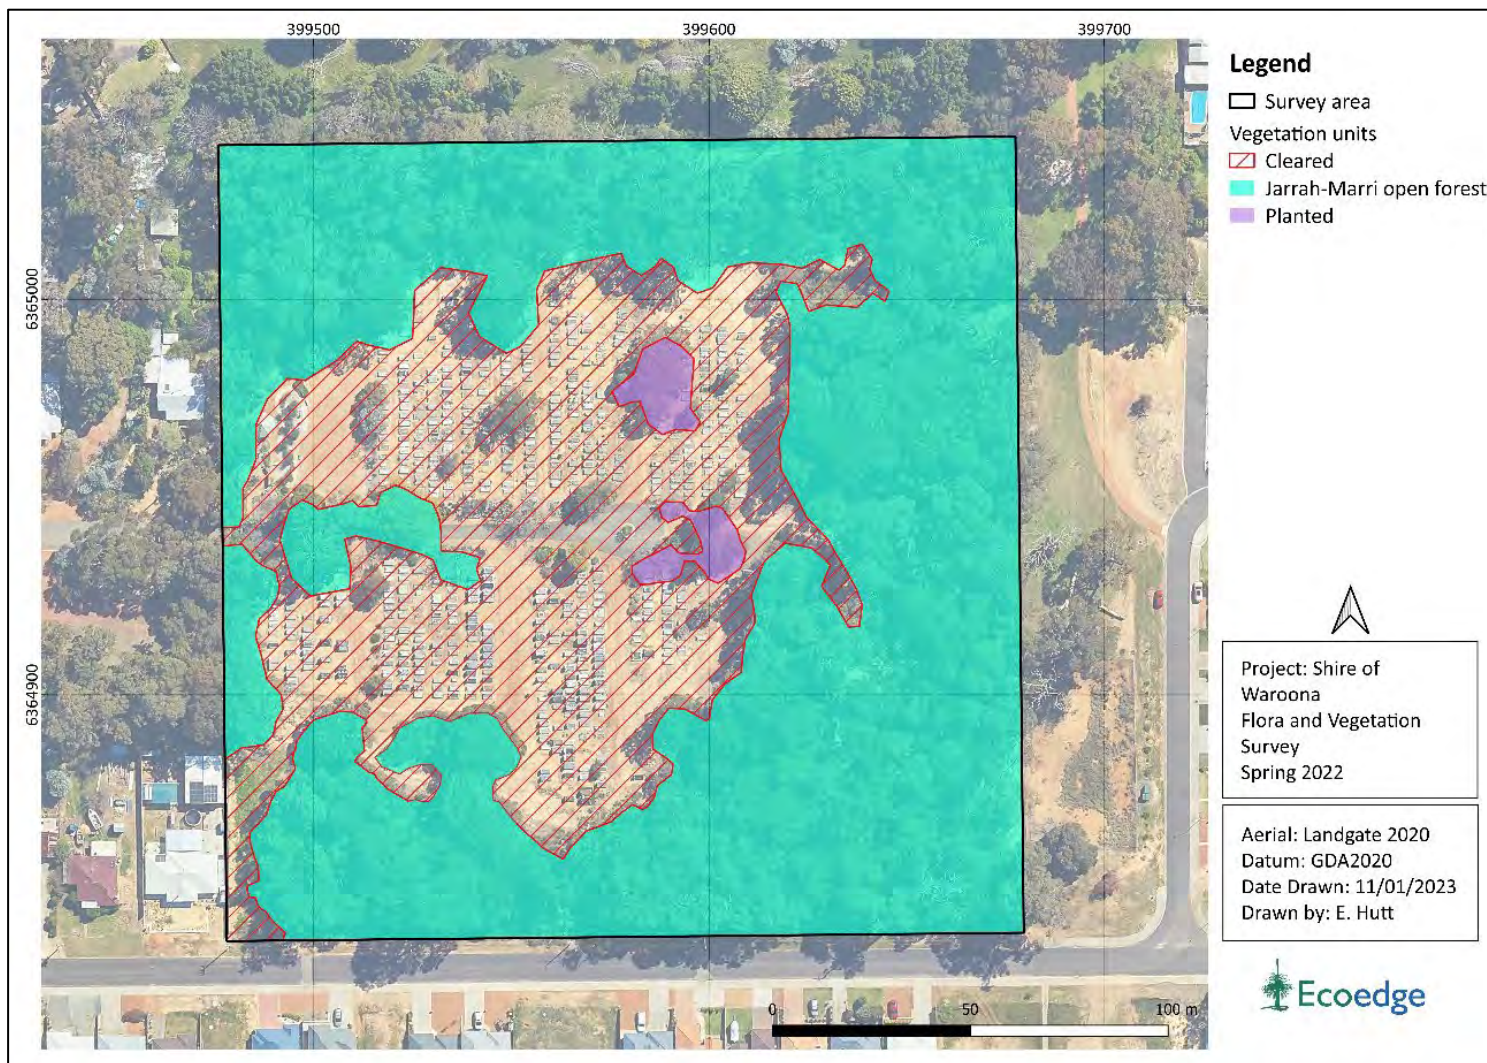 399500
399600
399700
6365000
6364900
Legend
Survey area
Vegetation units
Cleared
Jarrah-Marri open forest
Planted
Project: Shire of
Waroona
Flora and Vegetation
Survey
Spring 2022
Aerial: Landgate 2020
Datum: GDA2020
Date Drawn: 11/01/2023
Drawn by: E. Hutt
Ecoedge
0
50
100 m